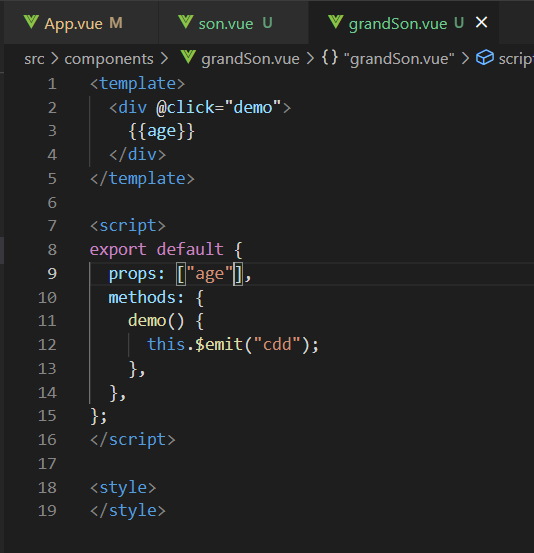 App.vue M son.vue U grandSon.vue U ×
src > components > grandSon.vue > {} "grandSon.vue" > script
1 <template>
2 <div @click="demo">
3 {{age}}
4 </div>
5 </template>
6
7 <script>
8 export default {
9 props: ["age"],
10 methods: {
11 demo() {
12 this.$emit("cdd");
13 },
14 },
15 };
16 </script>
17
18 <style>
19 </style>